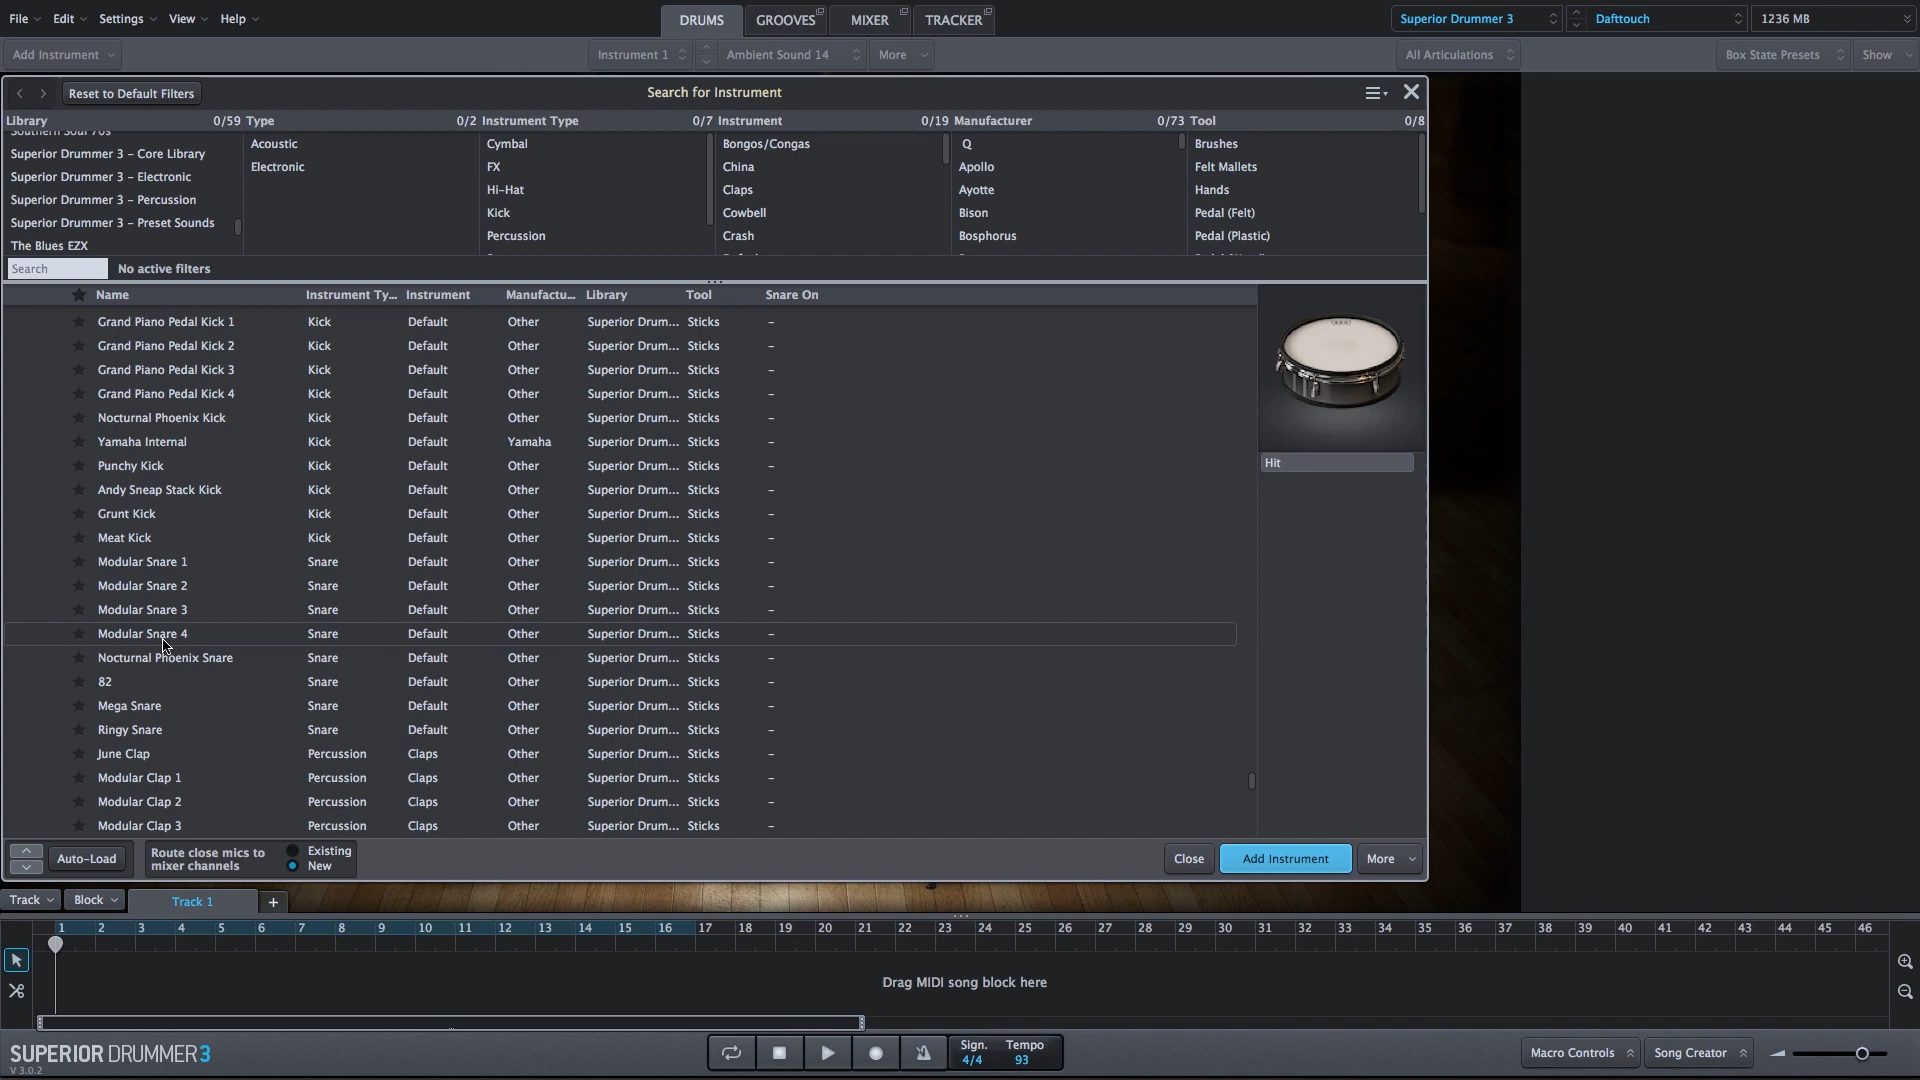 File Edit Settings View Help
DRUMS GROOVES MIXER TRACKER
Superior Drummer 3 Dafttouch 1236 MB
Add Instrument Instrument 1 Ambient Sound 14 More All Articulations Box State Presets Show
Reset to Default Filters Search for Instrument
Library 0/59 Type 0/2 Instrument Type 0/7 Instrument 0/19 Manufacturer 0/73 Tool 0/8
Southern Soul 70s
Acoustic Cymbal Bongos/Congas Q Brushes
Superior Drummer 3 - Core Library
Electronic FX China Apollo Felt Mallets
Superior Drummer 3 - Electronic
Hi-Hat Claps Ayotte Hands
Superior Drummer 3 - Percussion
Kick Cowbell Bison Pedal (Felt)
Superior Drummer 3 - Preset Sounds
Percussion Crash Bosphorus Pedal (Plastic)
The Blues EZX
Search No active filters
Name Instrument Ty... Instrument Manufactu... Library Tool Snare On
Grand Piano Pedal Kick 1 Kick Default Other Superior Drum... Sticks -
Grand Piano Pedal Kick 2 Kick Default Other Superior Drum... Sticks -
Grand Piano Pedal Kick 3 Kick Default Other Superior Drum... Sticks -
Grand Piano Pedal Kick 4 Kick Default Other Superior Drum... Sticks -
Nocturnal Phoenix Kick Kick Default Other Superior Drum... Sticks -
Yamaha Internal Kick Default Yamaha Superior Drum... Sticks -
Punchy Kick Kick Default Other Superior Drum... Sticks -
Andy Sneap Stack Kick Kick Default Other Superior Drum... Sticks -
Grunt Kick Kick Default Other Superior Drum... Sticks -
Meat Kick Kick Default Other Superior Drum... Sticks -
Modular Snare 1 Snare Default Other Superior Drum... Sticks -
Modular Snare 2 Snare Default Other Superior Drum... Sticks -
Modular Snare 3 Snare Default Other Superior Drum... Sticks -
Modular Snare 4 Snare Default Other Superior Drum... Sticks -
Nocturnal Phoenix Snare Snare Default Other Superior Drum... Sticks -
82 Snare Default Other Superior Drum... Sticks -
Mega Snare Snare Default Other Superior Drum... Sticks -
Ringy Snare Snare Default Other Superior Drum... Sticks -
June Clap Percussion Claps Other Superior Drum... Sticks -
Modular Clap 1 Percussion Claps Other Superior Drum... Sticks -
Modular Clap 2 Percussion Claps Other Superior Drum... Sticks -
Modular Clap 3 Percussion Claps Other Superior Drum... Sticks -
Hit
Auto-Load Route close mics to mixer channels Existing New Close Add Instrument More
Track Block Track 1 +
1 2 3 4 5 6 7 8 9 10 11 12 13 14 15 16 17 18 19 20 21 22 23 24 25 26 27 28 29 30 31 32 33 34 35 36 37 38 39 40 41 42 43 44 45 46
Drag MIDI song block here
SUPERIOR DRUMMER 3
V 3.0.2
Sign. Tempo
4/4 93
Macro Controls Song Creator